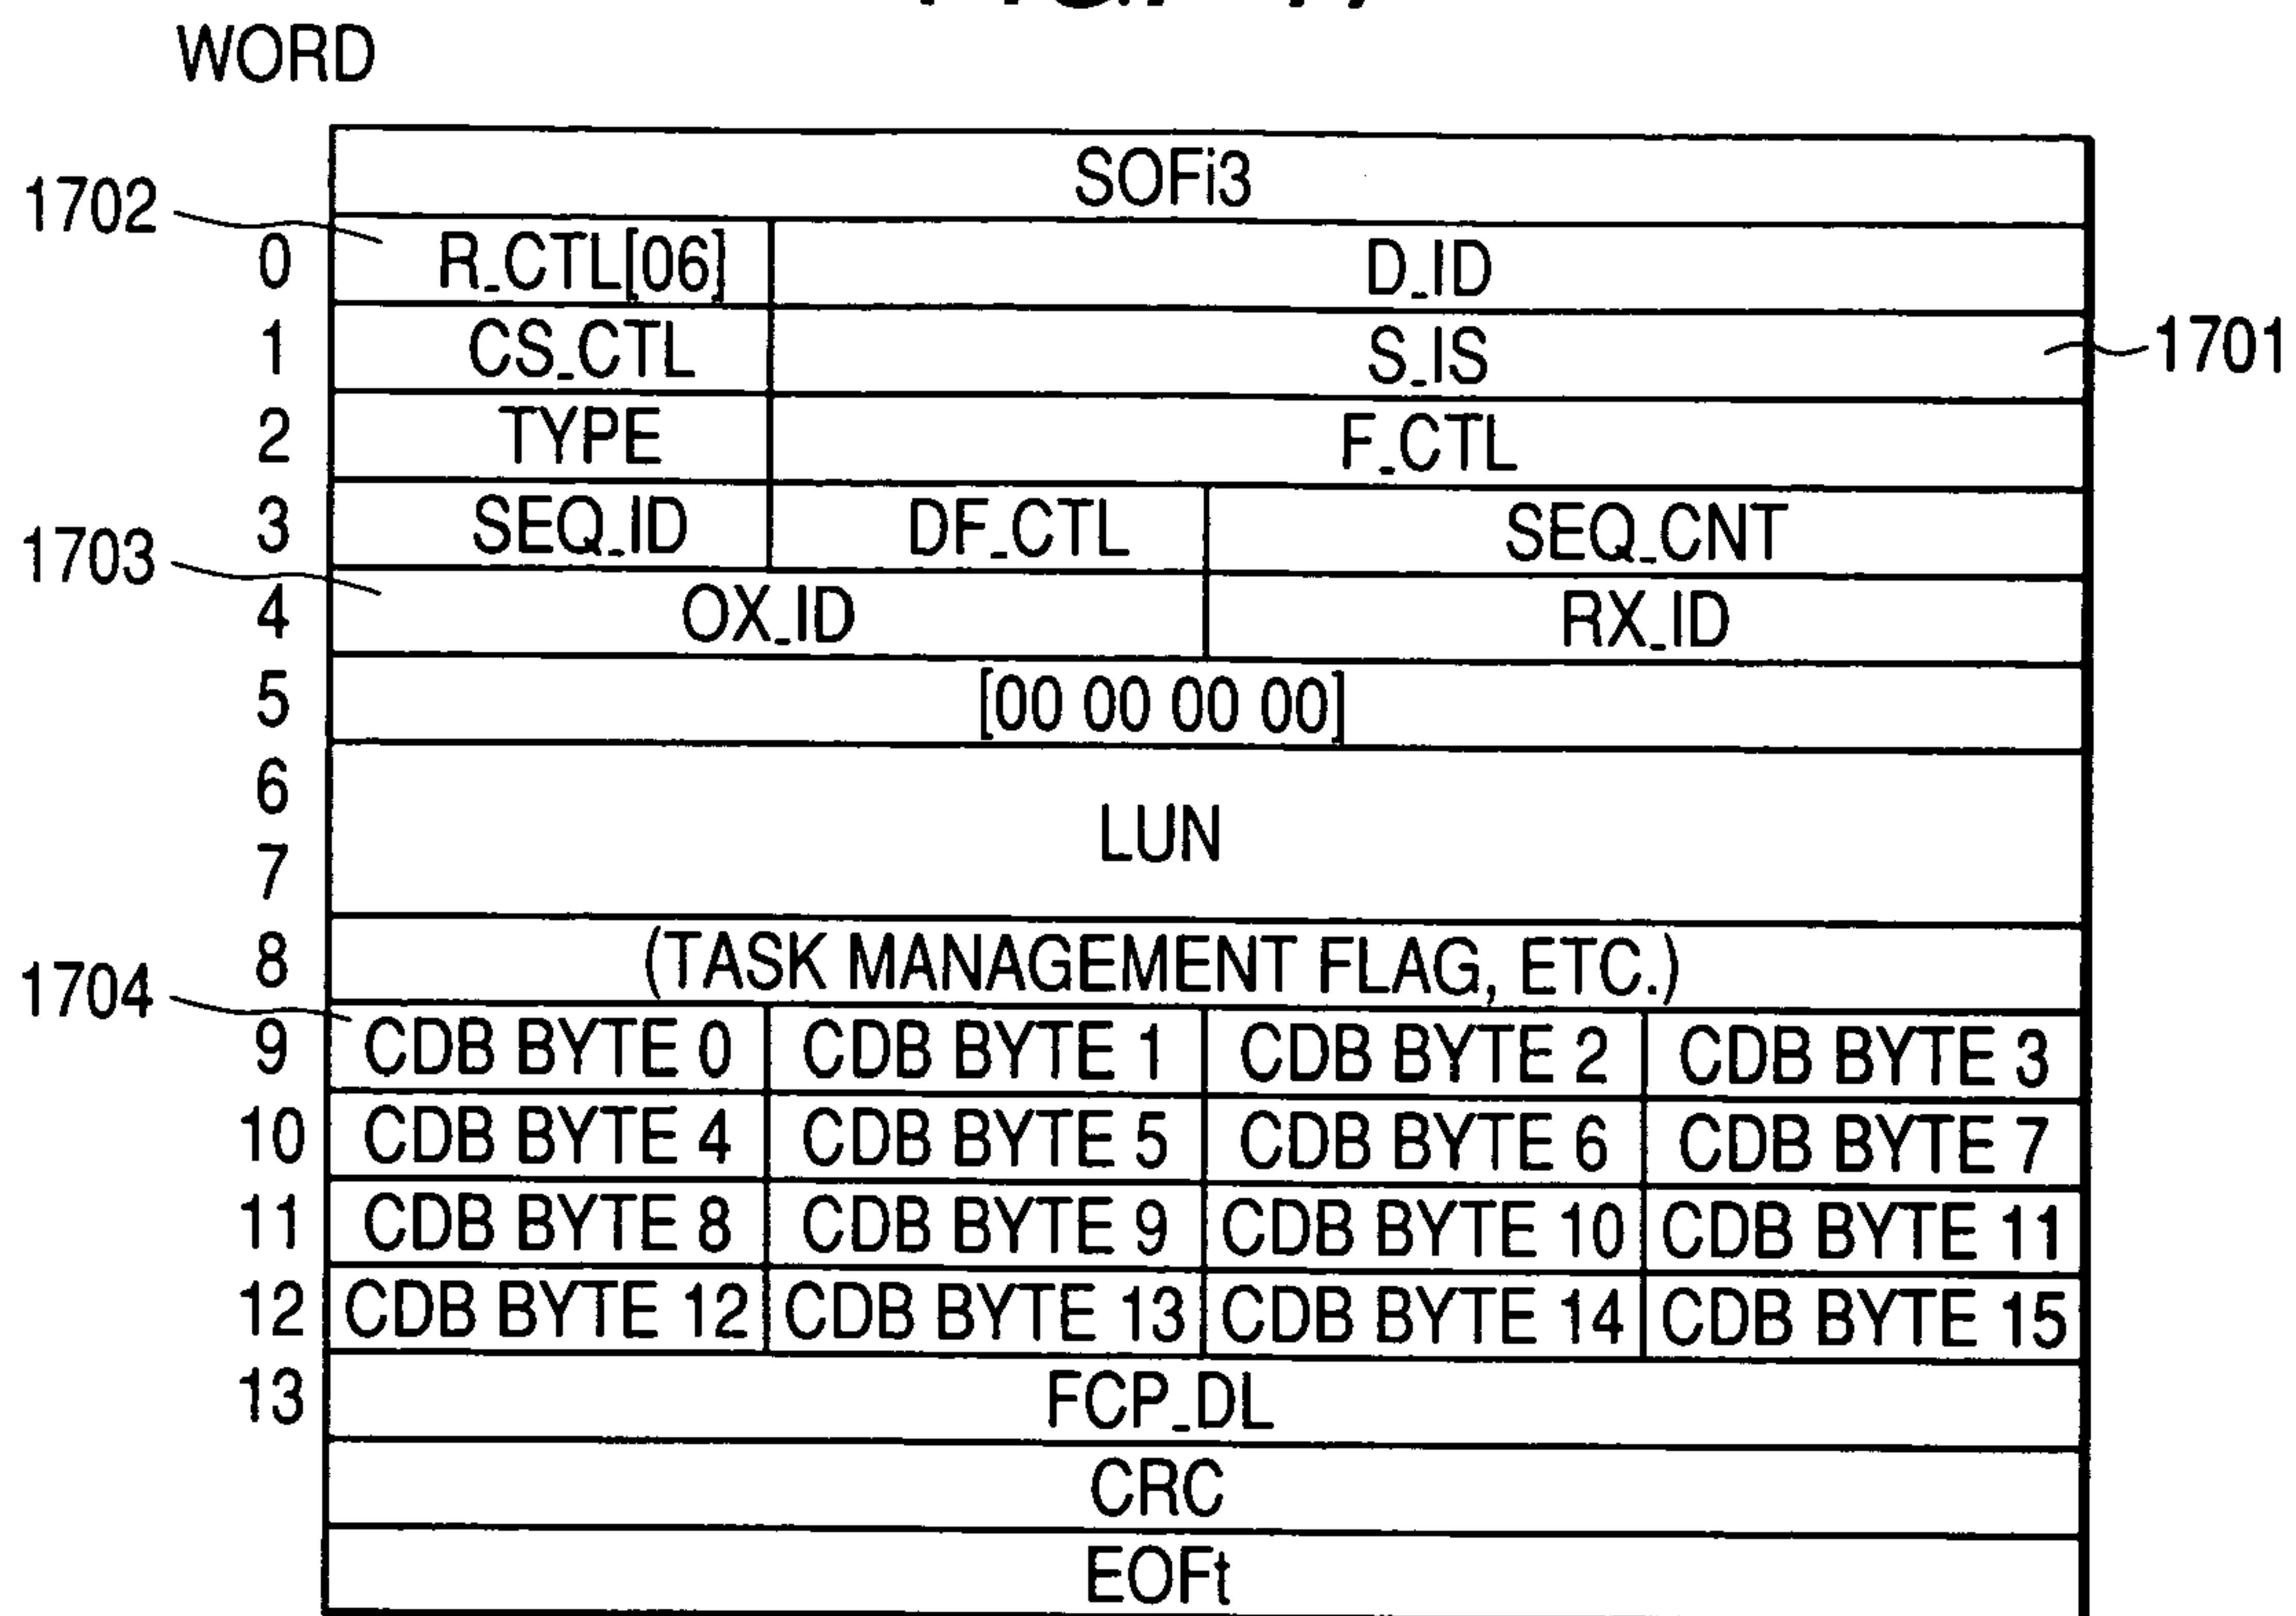 WORD
SOFi3
1702
0 R_CTL[06] D_ID
1 CS_CTL S_IS 1701
2 TYPE F_CTL
3 SEQ_ID DF_CTL SEQ_CNT
1703
4 OX_ID RX_ID
5 [00 00 00 00]
6
LUN
7
8 (TASK MANAGEMENT FLAG, ETC.)
1704
9 CDB BYTE 0 CDB BYTE 1 CDB BYTE 2 CDB BYTE 3
10 CDB BYTE 4 CDB BYTE 5 CDB BYTE 6 CDB BYTE 7
11 CDB BYTE 8 CDB BYTE 9 CDB BYTE 10 CDB BYTE 11
12 CDB BYTE 12 CDB BYTE 13 CDB BYTE 14 CDB BYTE 15
13 FCP_DL
CRC
EOFt